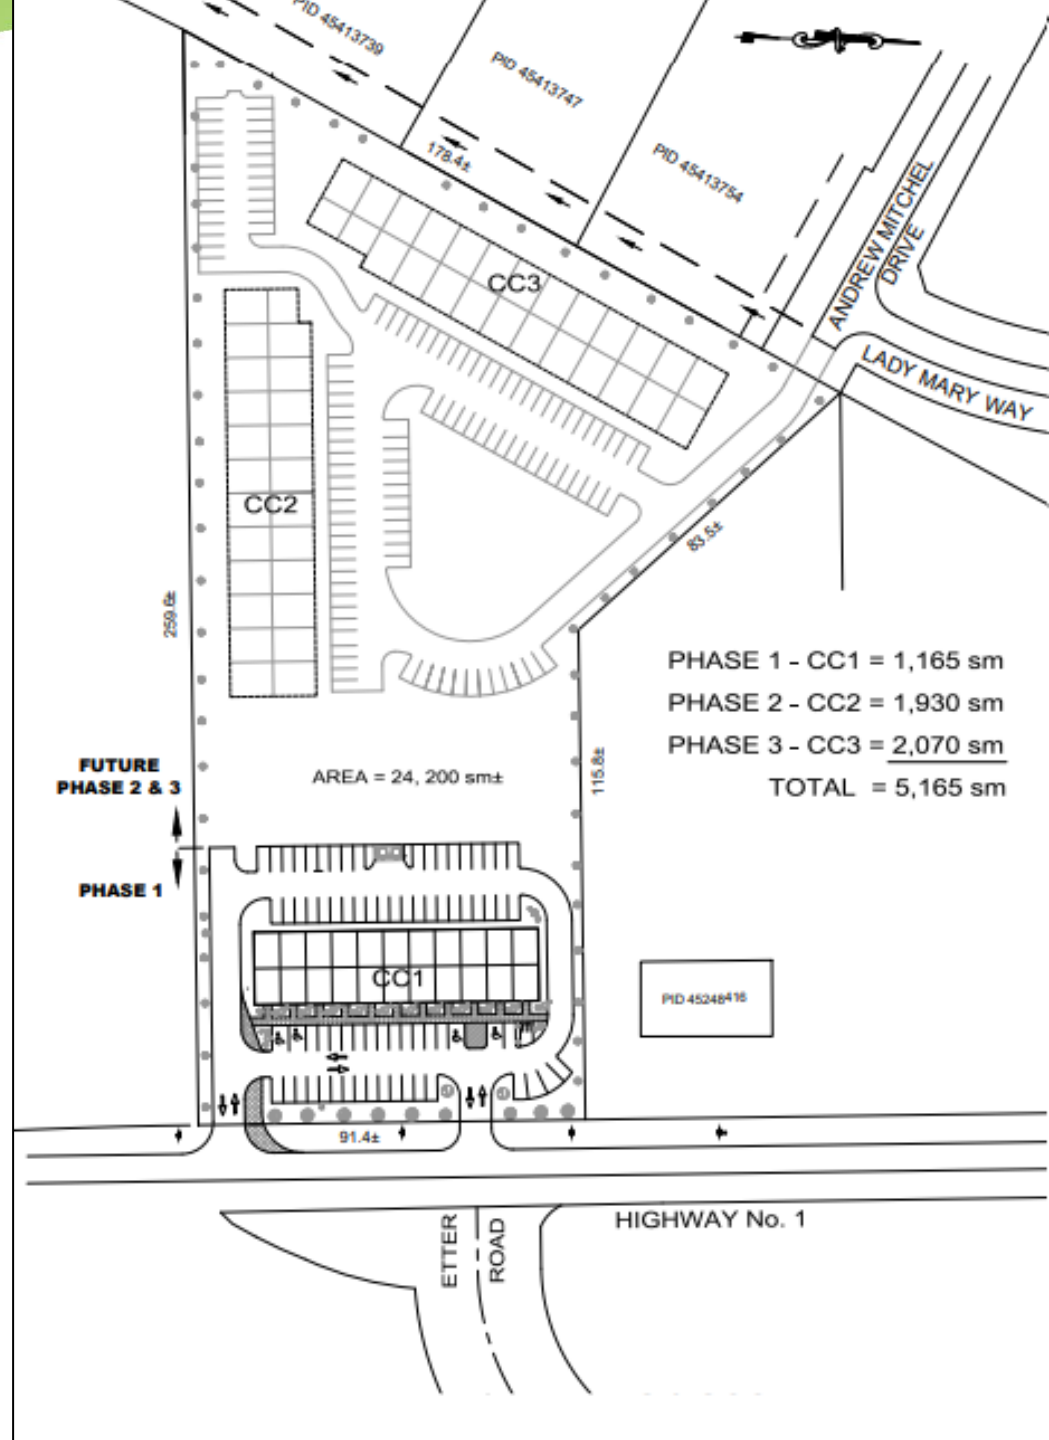 PID 45413739
PID 45413747
PID 45413754
178.4±
ANDREW MITCHEL
DRIVE
LADY MARY WAY
CC3
CC2
83.5±
259.6±
PHASE 1 - CC1 = 1,165 sm
PHASE 2 - CC2 = 1,930 sm
PHASE 3 - CC3 = 2,070 sm
TOTAL = 5,165 sm
115.8±
FUTURE
PHASE 2 & 3
AREA = 24, 200 sm±
PHASE 1
CC1
PID 45248416
91.4±
HIGHWAY No. 1
ETTER
ROAD